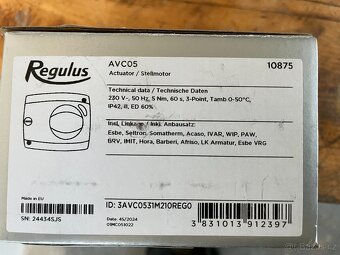 Regulus
AVC05
10875
Actuator / Stellmotor
Technical data / Technische Daten
230 V~, 50 Hz, 5 Nm, 60 s, 3-Point, Tamb 0-50°C,
IP42, II, ED 60%
Incl. Linkage / Inkl. Anbausatz:
Esbe, Seltron, Somatherm, Acaso, IVAR, WIP, PAW,
BRV, IMIT, Hora, Barberi, Afriso, LK Armatur, Esbe VRG
Made in EU
SN: 24434SJS
ID: 3AVC0531M210REG0
Date: 45/2024
09MC051022
3 831013 912397